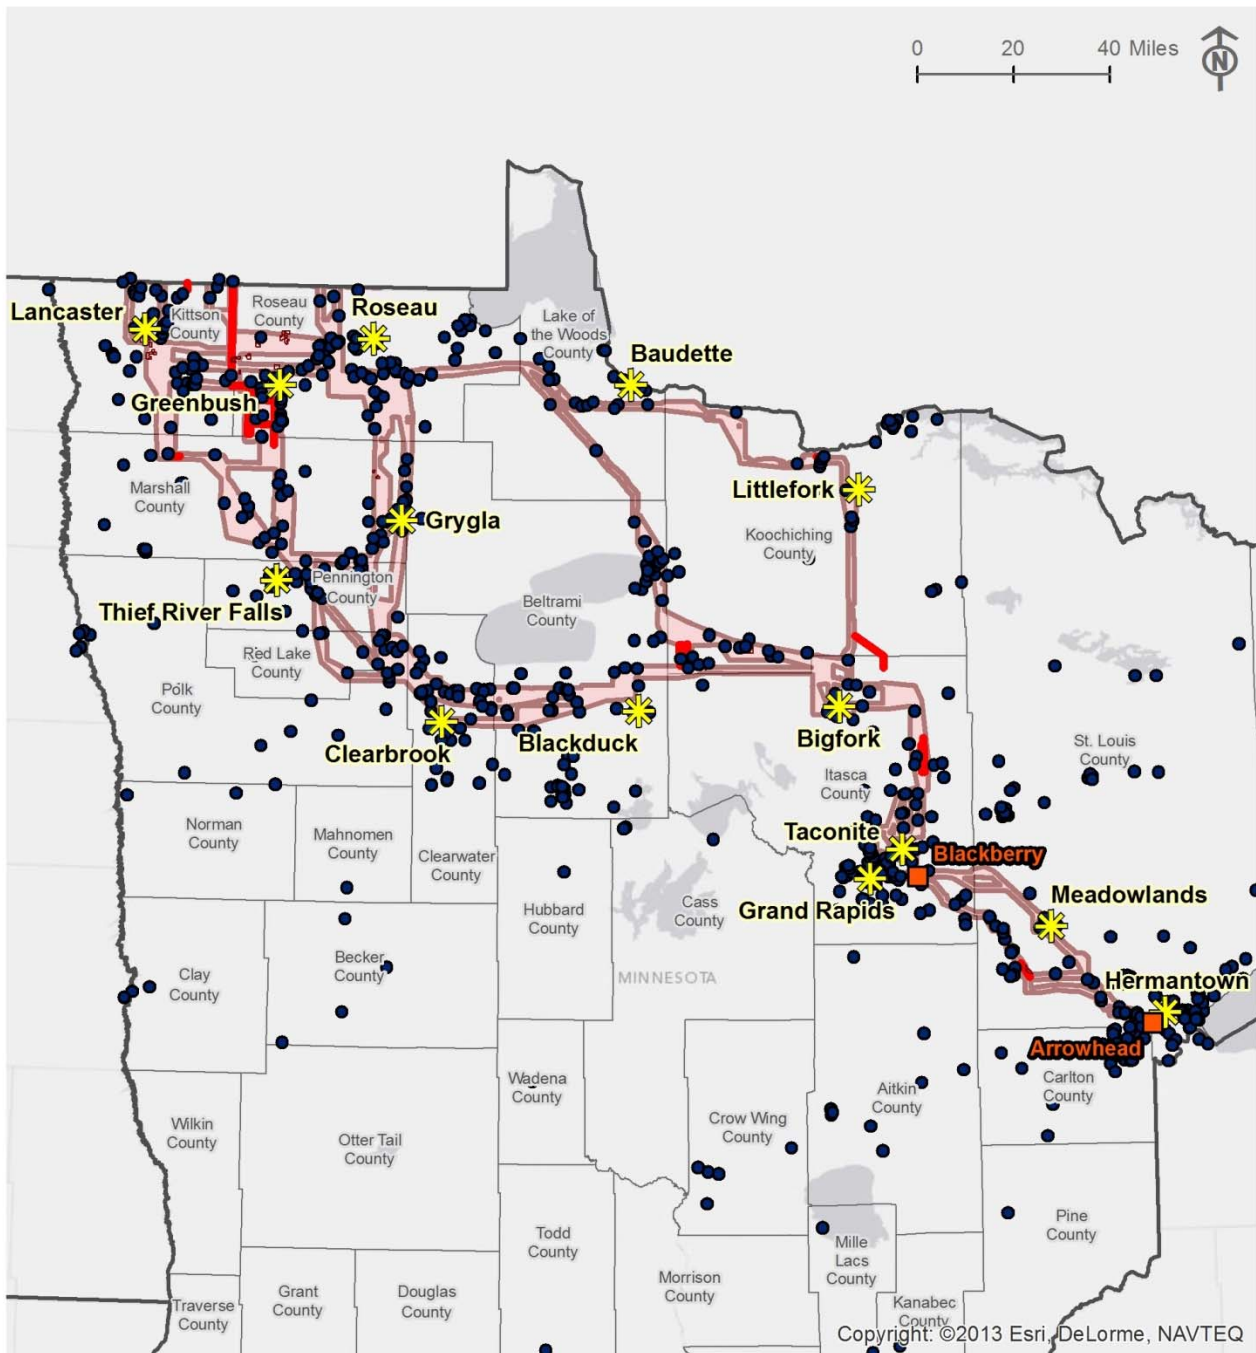 0 20 40 Miles
N
Lancaster
Kittson
County
Roseau
County
Roseau
Lake of
the Woods
County
Baudette
Greenbush
Marshall
County
Grygla
Littlefork
Koochiching
County
Thief River Falls
Pennington
County
Beltrami
County
Red Lake
County
Polk
County
Clearbrook
Blackduck
Bigfork
St. Louis
County
Itasca
County
Norman
County
Mahnomen
County
Clearwater
County
Taconite
Blackberry
Grand Rapids
Meadowlands
Hubbard
County
Cass
County
MINNESOTA
Clay
County
Becker
County
Hermantown
Arrowhead
Wadena
County
Carlton
County
Aitkin
County
Wilkin
County
Otter Tail
County
Crow Wing
County
Todd
County
Pine
County
Mille
Lacs
County
Traverse
County
Grant
County
Douglas
County
Morrison
County
Kanabec
County
Copyright: ©2013 Esri, DeLorme, NAVTEQ